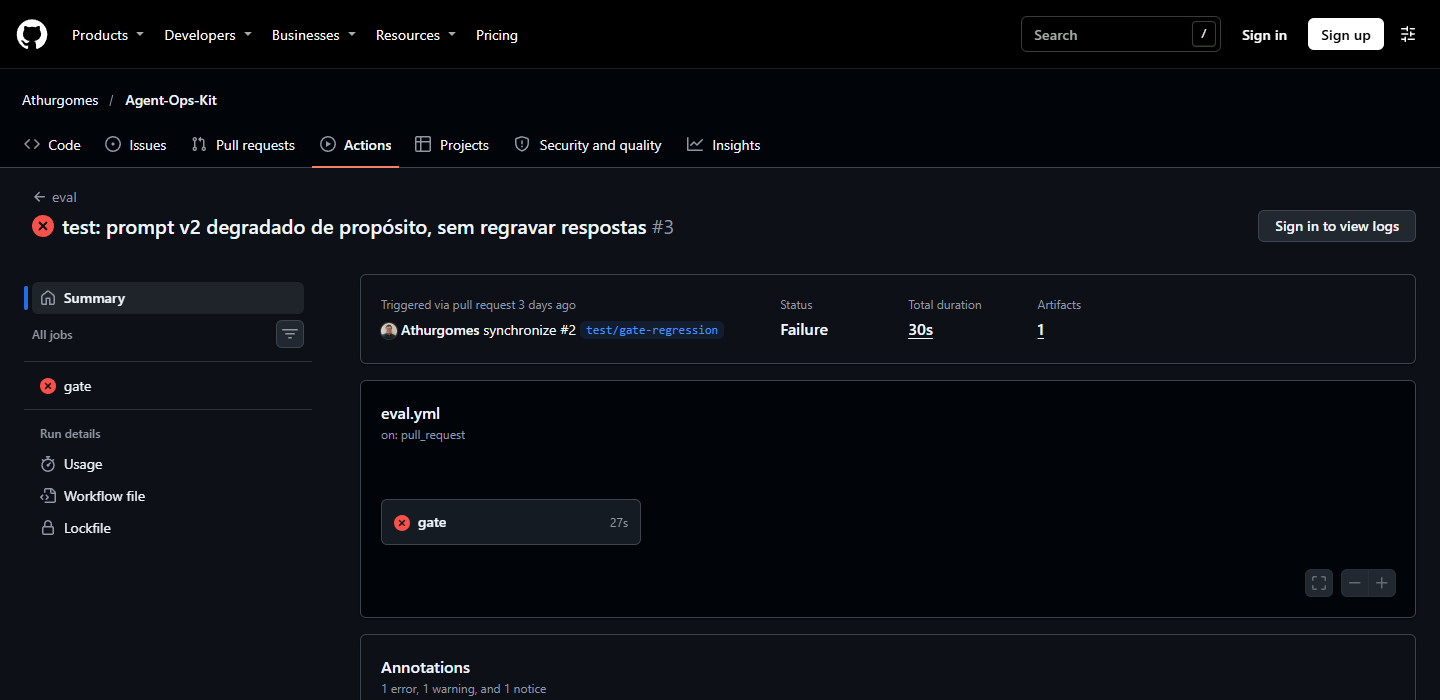 Products Developers Businesses Resources Pricing Search / Sign in Sign up
Athurgomes / Agent-Ops-Kit
Code Issues Pull requests Actions Projects Security and quality Insights
eval
test: prompt v2 degradado de propósito, sem regravar respostas #3
Sign in to view logs
Summary
All jobs
gate
Run details
Usage
Workflow file
Lockfile
Triggered via pull request 3 days ago
Athurgomes synchronize #2 test/gate-regression
Status
Failure
Total duration
30s
Artifacts
1
eval.yml
on: pull_request
gate 27s
Annotations
1 error, 1 warning, and 1 notice